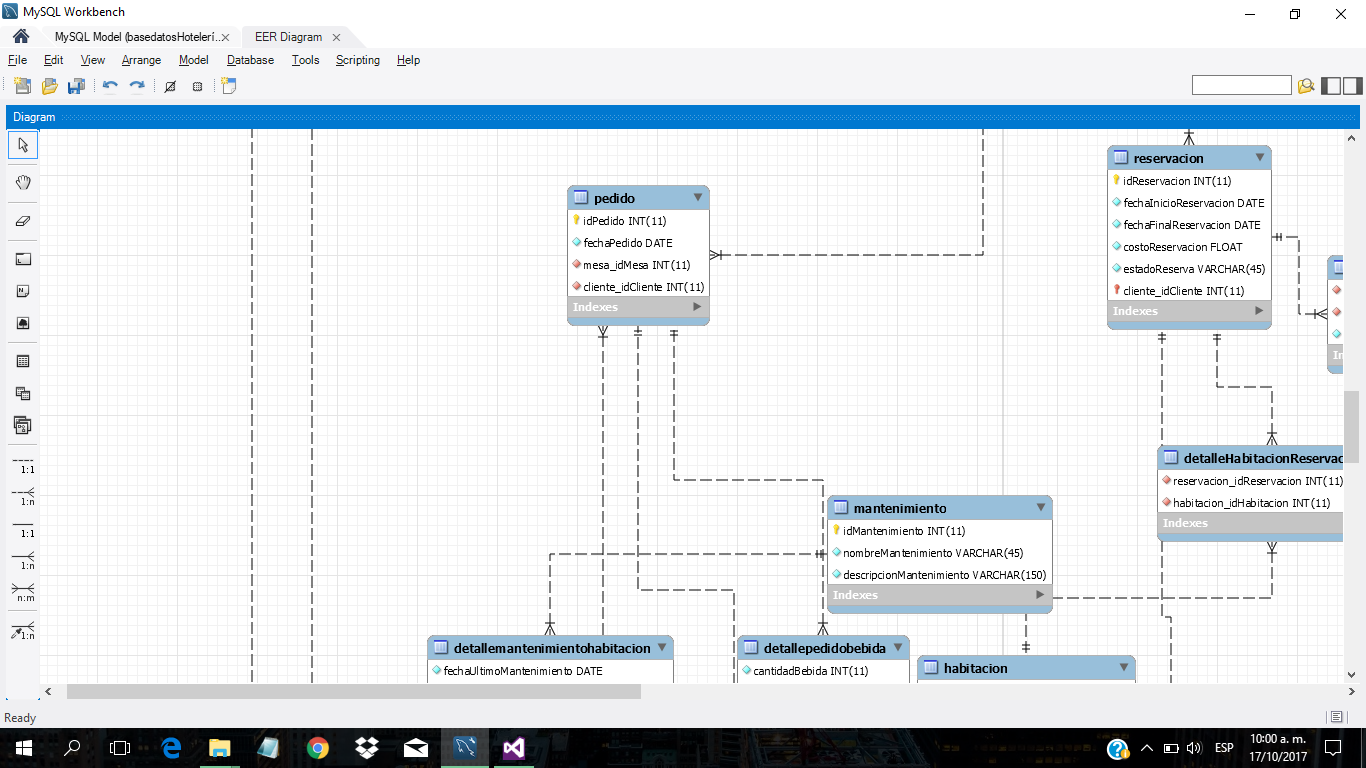 MySQL Workbench
MySQL Model (basedatosHotelerí..
EER Diagram
File Edit View Arrange Model Database Tools Scripting Help
Diagram
1:1
1:n
1:1
1:n
n:m
1:n
pedido
idPedido INT(11)
fechaPedido DATE
mesa_idMesa INT(11)
cliente_idCliente INT(11)
Indexes
reservacion
idReservacion INT(11)
fechaInicioReservacion DATE
fechaFinalReservacion DATE
costoReservacion FLOAT
estadoReserva VARCHAR(45)
cliente_idCliente INT(11)
Indexes
In
detalleHabitacionReservac
reservacion_idReservacion INT(11)
habitacion_idHabitacion INT(11)
Indexes
mantenimiento
idMantenimiento INT(11)
nombreMantenimiento VARCHAR(45)
descripcionMantenimiento VARCHAR(150)
Indexes
detallemantenimientohabitacion
fechaUltimoMantenimiento DATE
detallepedidobebida
cantidadBebida INT(11)
habitacion
Ready
ESP
10:00 a. m.
17/10/2017